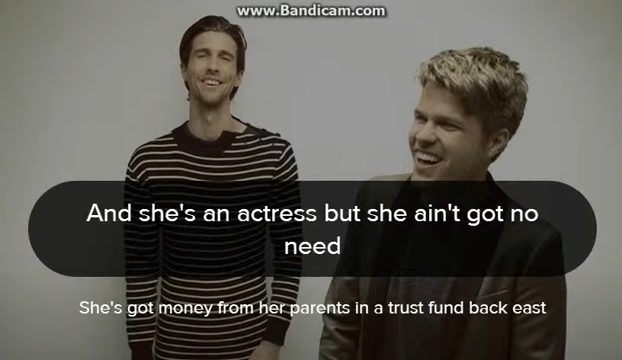 www.Bandicam.com
And she's an actress but she ain't got no
need
She's got money from her parents in a trust fund back east